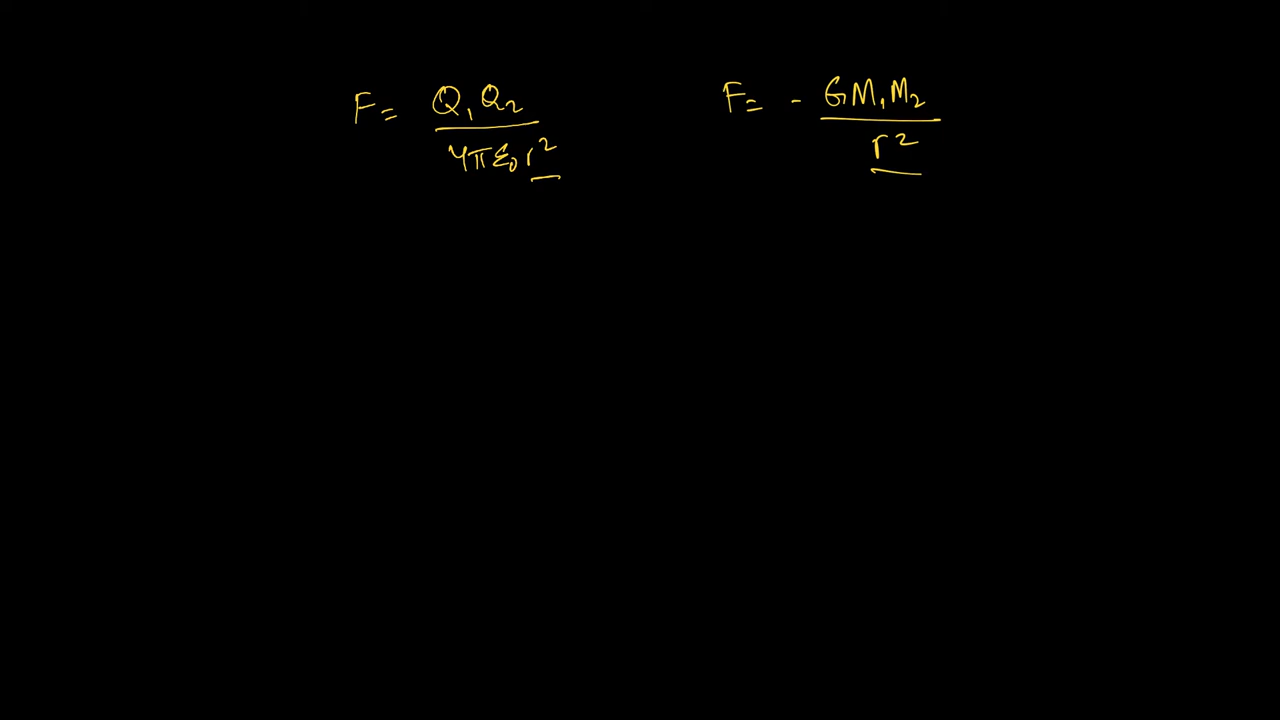 F = Q₁Q₂ / 4πε₀r²
F = - GM₁M₂ / r²